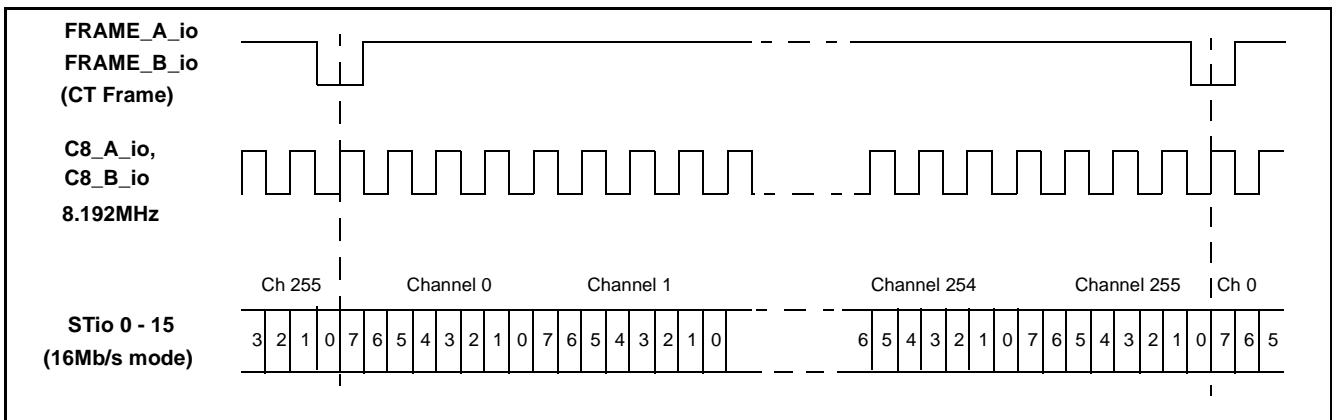 FRAME_A_io
FRAME_B_io
(CT Frame)
C8_A_io,
C8_B_io
8.192MHz
Ch 255 Channel 0 Channel 1 Channel 254 Channel 255 Ch 0
STio 0 - 15
(16Mb/s mode)
3 2 1 0 7 6 5 4 3 2 1 0 7 6 5 4 3 2 1 0 6 5 4 3 2 1 0 7 6 5 4 3 2 1 0 7 6 5